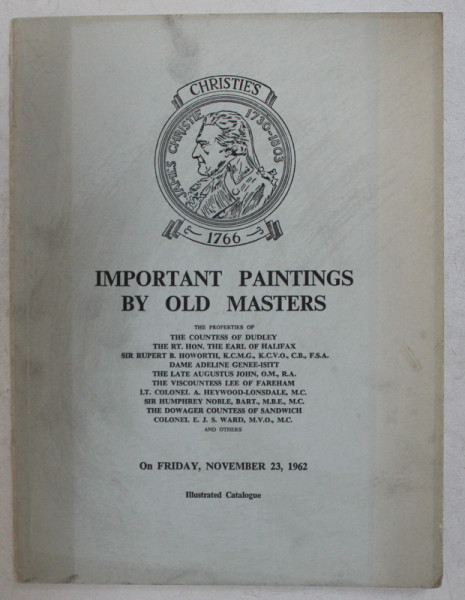 CHRISTIE'S
JAMES CHRISTIE 1730-1803
1766
IMPORTANT PAINTINGS
BY OLD MASTERS
THE PROPERTIES OF
THE COUNTESS OF DUDLEY
THE RT. HON. THE EARL OF HALIFAX
SIR RUPERT B. HOWORTH, K.C.M.G., K.C.V.O., C.B., F.S.A.
DAME ADELINE GENEE-ISITT
THE LATE AUGUSTUS JOHN, O.M., R.A.
THE VISCOUNTESS LEE OF FAREHAM
LT. COLONEL A. HEYWOOD-LONSDALE, M.C.
SIR HUMPHREY NOBLE, BART., M.B.E., M.C.
THE DOWAGER COUNTESS OF SANDWICH
COLONEL E. J. S. WARD, M.V.O., M.C.
AND OTHERS
On FRIDAY, NOVEMBER 23, 1962
Illustrated Catalogue